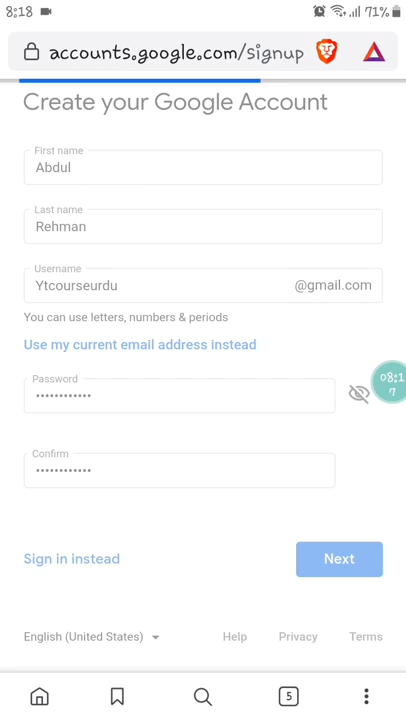 8:18 71%
accounts.google.com/signup
Create your Google Account
First name
Abdul
Last name
Rehman
Username
Ytcourseurdu @gmail.com
You can use letters, numbers & periods
Use my current email address instead
Password
••••••••••••
08:1
7
Confirm
••••••••••••
Sign in instead Next
English (United States) Help Privacy Terms
5